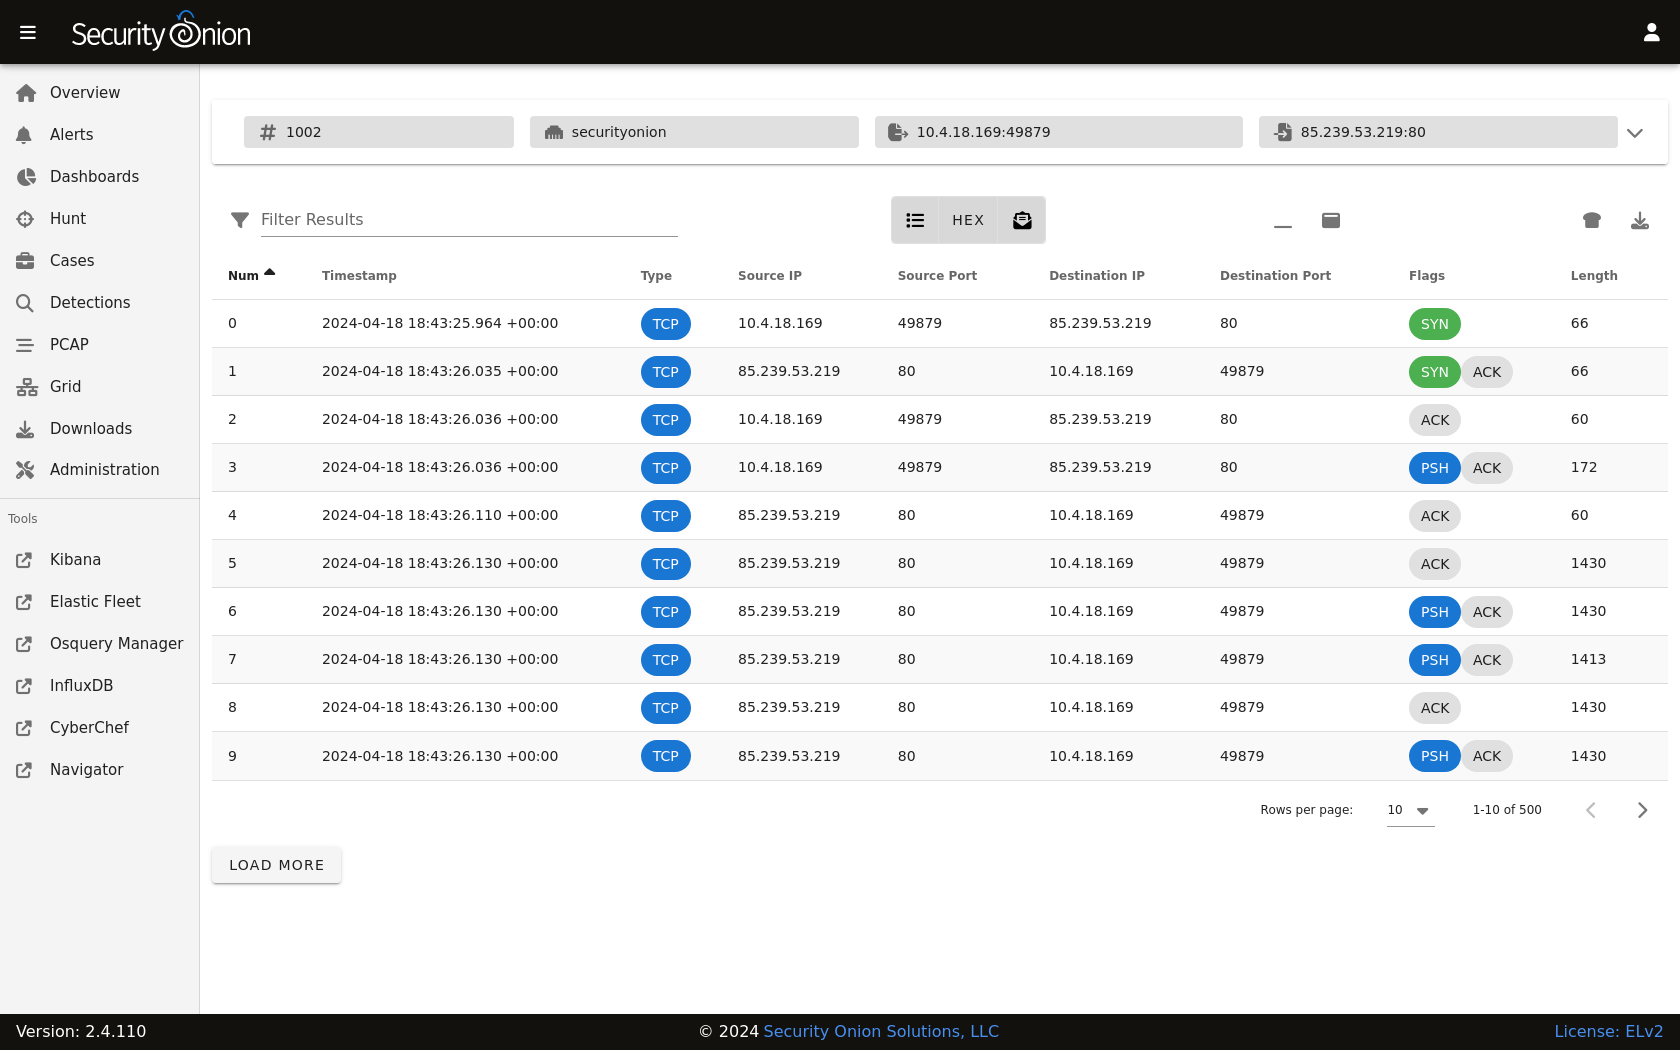 Security Onion
Overview
Alerts
Dashboards
Hunt
Cases
Detections
PCAP
Grid
Downloads
Administration
Tools
Kibana
Elastic Fleet
Osquery Manager
InfluxDB
CyberChef
Navigator
1002 securityonion 10.4.18.169:49879 85.239.53.219:80
Filter Results HEX
Num Timestamp Type Source IP Source Port Destination IP Destination Port Flags Length
0 2024-04-18 18:43:25.964 +00:00 TCP 10.4.18.169 49879 85.239.53.219 80 SYN 66
1 2024-04-18 18:43:26.035 +00:00 TCP 85.239.53.219 80 10.4.18.169 49879 SYN ACK 66
2 2024-04-18 18:43:26.036 +00:00 TCP 10.4.18.169 49879 85.239.53.219 80 ACK 60
3 2024-04-18 18:43:26.036 +00:00 TCP 10.4.18.169 49879 85.239.53.219 80 PSH ACK 172
4 2024-04-18 18:43:26.110 +00:00 TCP 85.239.53.219 80 10.4.18.169 49879 ACK 60
5 2024-04-18 18:43:26.130 +00:00 TCP 85.239.53.219 80 10.4.18.169 49879 ACK 1430
6 2024-04-18 18:43:26.130 +00:00 TCP 85.239.53.219 80 10.4.18.169 49879 PSH ACK 1430
7 2024-04-18 18:43:26.130 +00:00 TCP 85.239.53.219 80 10.4.18.169 49879 PSH ACK 1413
8 2024-04-18 18:43:26.130 +00:00 TCP 85.239.53.219 80 10.4.18.169 49879 ACK 1430
9 2024-04-18 18:43:26.130 +00:00 TCP 85.239.53.219 80 10.4.18.169 49879 PSH ACK 1430
Rows per page: 10 1-10 of 500
LOAD MORE
Version: 2.4.110 © 2024 Security Onion Solutions, LLC License: ELv2